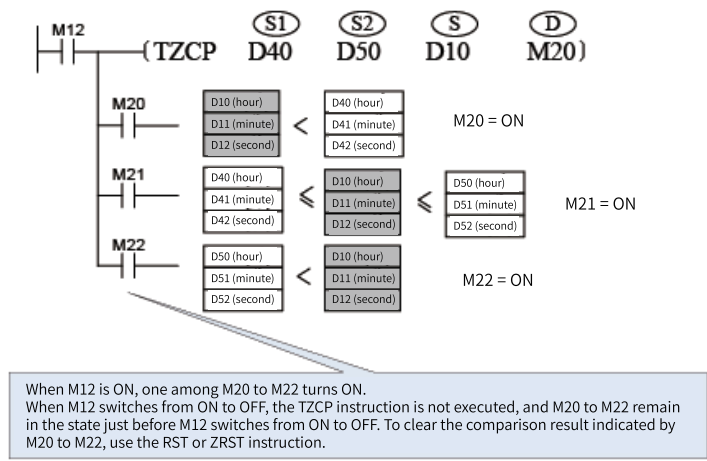 M12
S1 S2 S D
(TZCP D40 D50 D10 M20)
M20
D10 (hour) D40 (hour)
D11 (minute) < D41 (minute) M20 = ON
D12 (second) D42 (second)
M21
D40 (hour) D10 (hour) D50 (hour)
D41 (minute) ≤ D11 (minute) ≤ D51 (minute) M21 = ON
D42 (second) D12 (second) D52 (second)
M22
D50 (hour) D10 (hour)
D51 (minute) < D11 (minute) M22 = ON
D52 (second) D12 (second)
When M12 is ON, one among M20 to M22 turns ON.
When M12 switches from ON to OFF, the TZCP instruction is not executed, and M20 to M22 remain
in the state just before M12 switches from ON to OFF. To clear the comparison result indicated by
M20 to M22, use the RST or ZRST instruction.